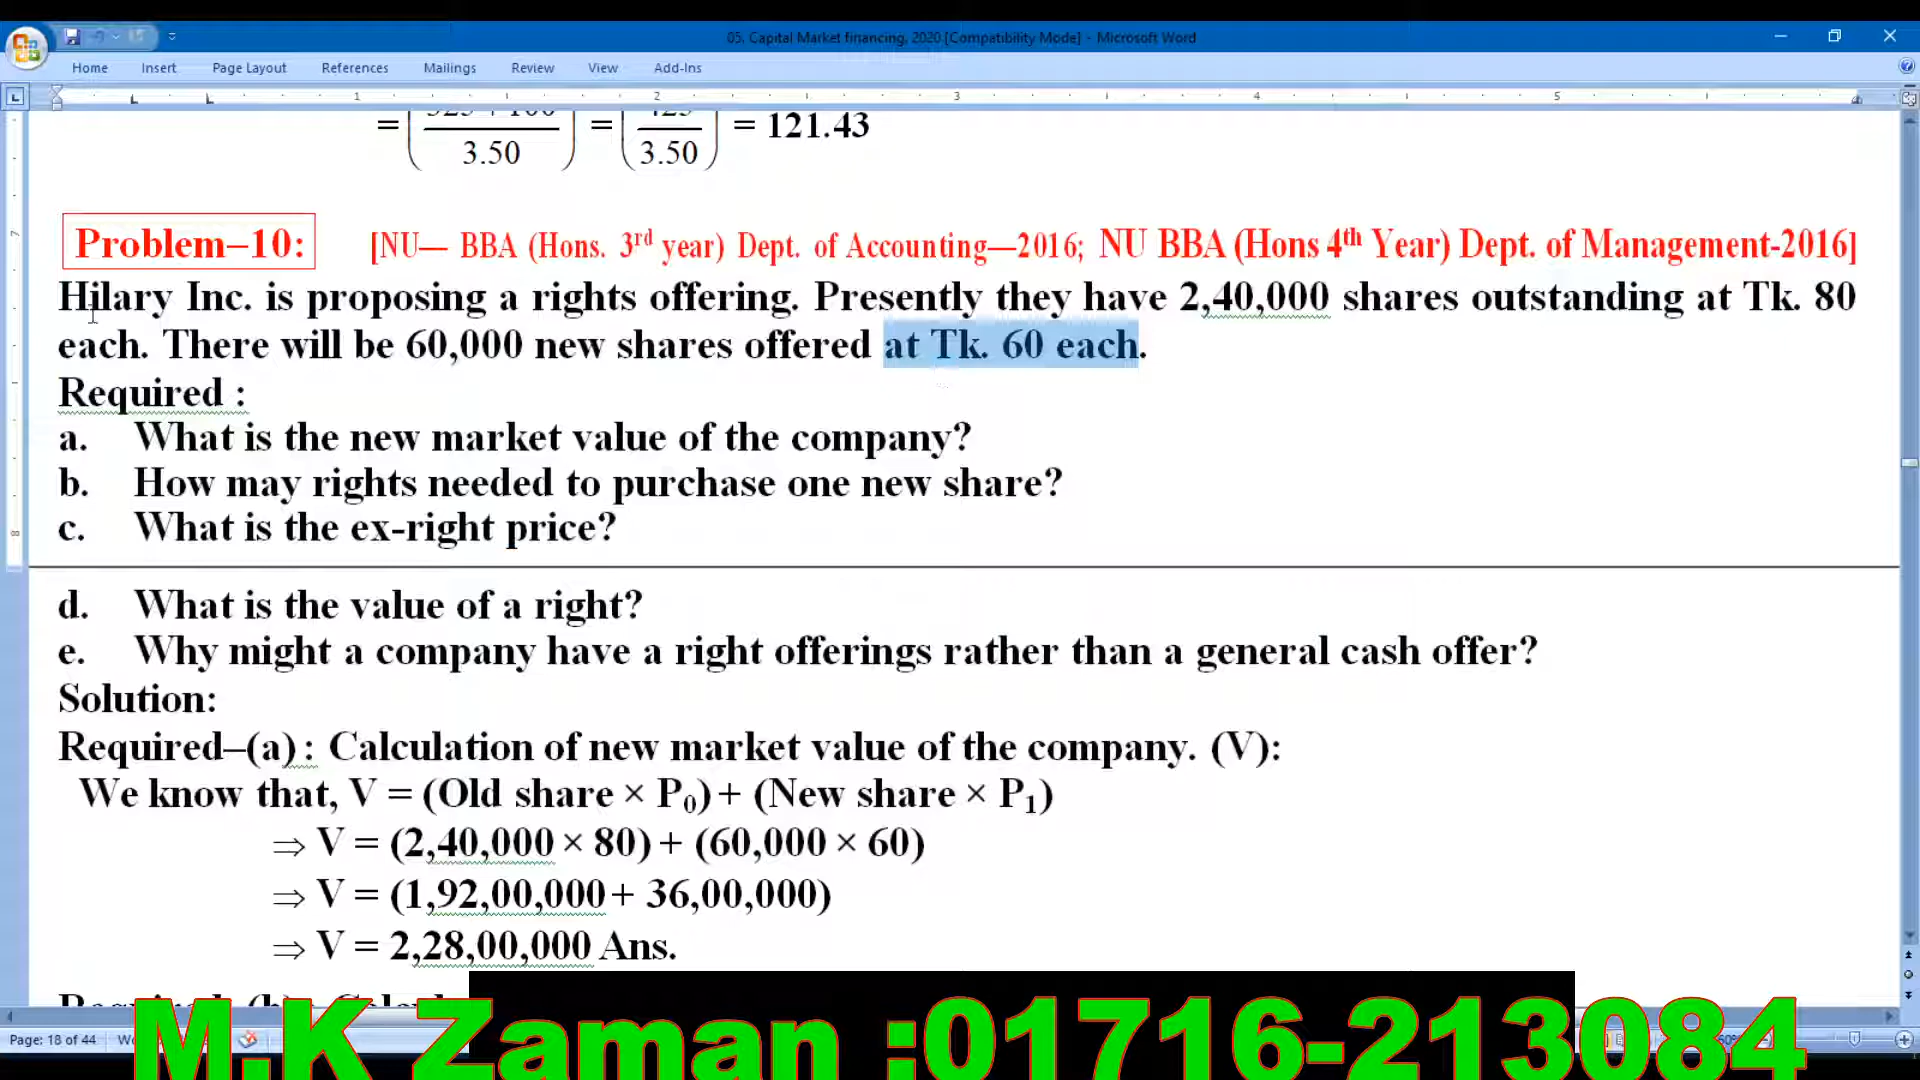 05. Capital Market financing, 2020 [Compatibility Mode] - Microsoft Word
Home Insert Page Layout References Mailings Review View Add-Ins
1 2 3 4 5
= = = 121.43
3.50 3.50
Problem–10: [NU— BBA (Hons. 3rd year) Dept. of Accounting—2016; NU BBA (Hons 4th Year) Dept. of Management-2016]
Hilary Inc. is proposing a rights offering. Presently they have 2,40,000 shares outstanding at Tk. 80
each. There will be 60,000 new shares offered at Tk. 60 each.
Required :
a. What is the new market value of the company?
b. How may rights needed to purchase one new share?
c. What is the ex-right price?
d. What is the value of a right?
e. Why might a company have a right offerings rather than a general cash offer?
Solution:
Required–(a) : Calculation of new market value of the company. (V):
We know that, V = (Old share × P0) + (New share × P1)
⇒ V = (2,40,000 × 80) + (60,000 × 60)
⇒ V = (1,92,00,000 + 36,00,000)
⇒ V = 2,28,00,000 Ans.
Page: 18 of 44
M.K Zaman :01716-213084